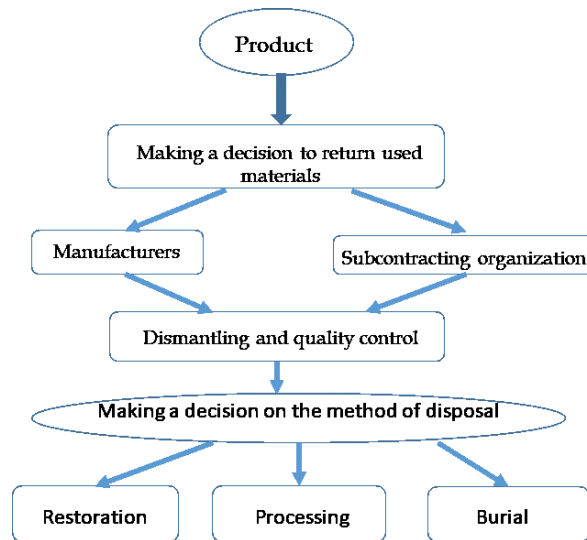 Product
Making a decision to return used
materials
Manufacturers
Subcontracting organization
Dismantling and quality control
Making a decision on the method of disposal
Restoration
Processing
Burial